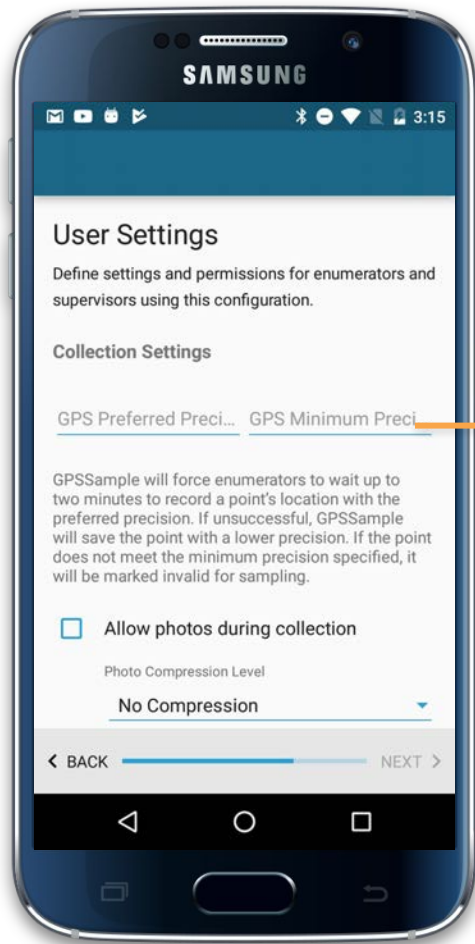 SAMSUNG
3:15
User Settings
Define settings and permissions for enumerators and
supervisors using this configuration.
Collection Settings
GPS Preferred Preci... GPS Minimum Preci...
GPSSample will force enumerators to wait up to
two minutes to record a point's location with the
preferred precision. If unsuccessful, GPSSample
will save the point with a lower precision. If the point
does not meet the minimum precision specified, it
will be marked invalid for sampling.
Allow photos during collection
Photo Compression Level
No Compression
BACK NEXT